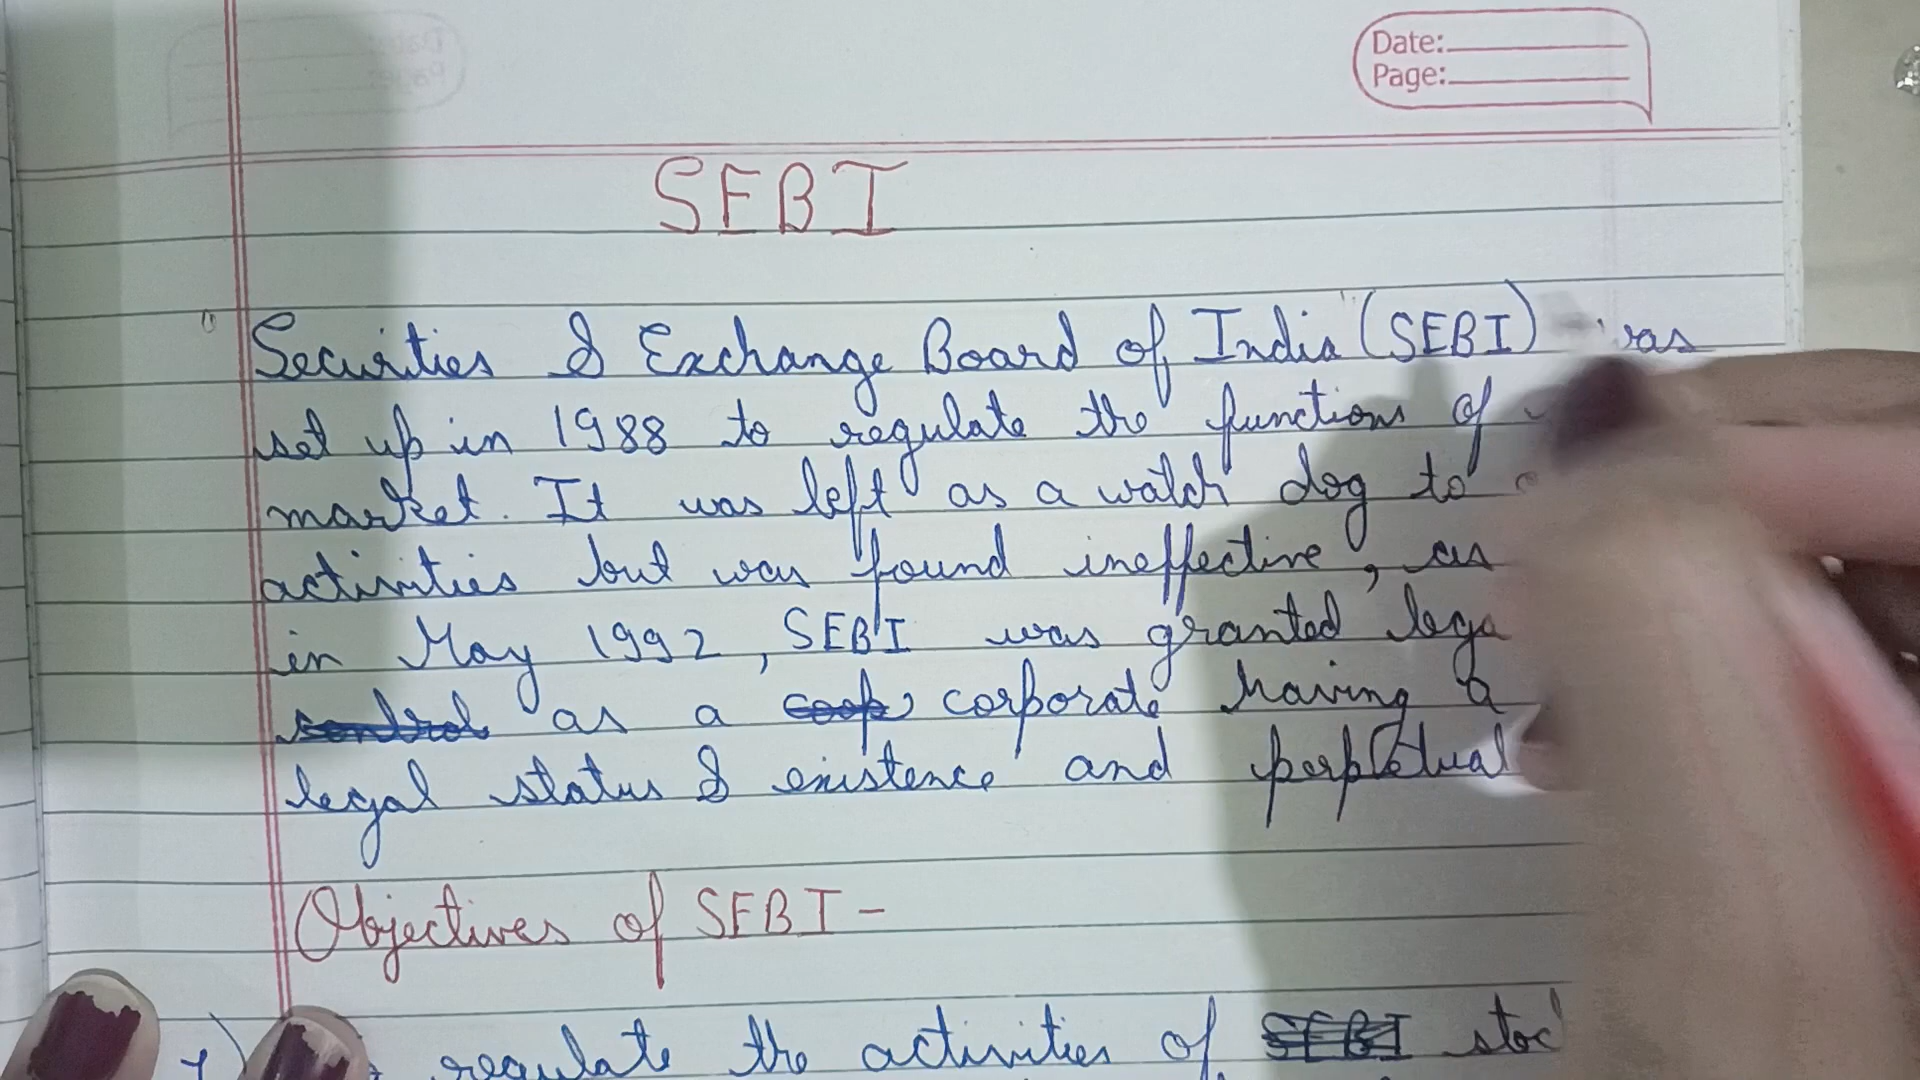 Date:
Page:
SEBI
Securities & Exchange Board of India (SEBI) was
set up in 1988 to regulate the functions of
market. It was left as a watch dog to
activities but was found ineffective, as
in May 1992, SEBI was granted lega
control as a coop corporate having a
legal status & existence and perpetual
Objectives of SEBI -
1) regulate the activities of SEBI stoc